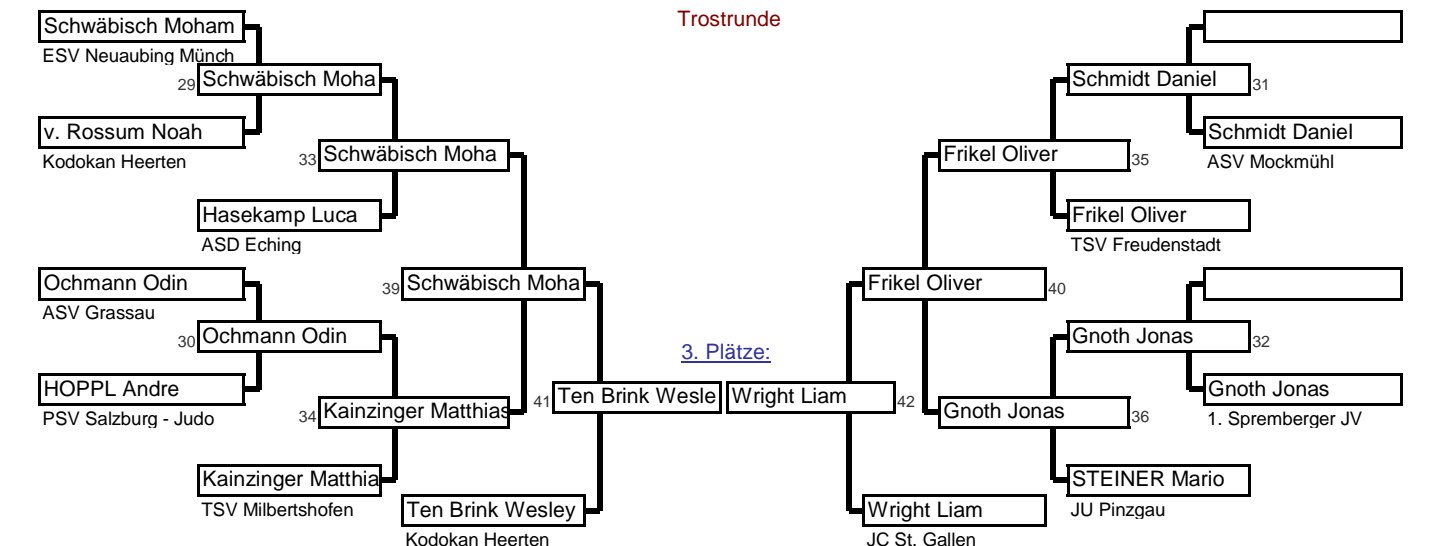 Trostrunde
Schwäbisch Moham
ESV Neuaubing Münch
29 Schwäbisch Moha
v. Rossum Noah
Kodokan Heerten
33 Schwäbisch Moha
Hasekamp Luca
ASD Eching
39 Schwäbisch Moha
Ochmann Odin
ASV Grassau
30 Ochmann Odin
HOPPL Andre
PSV Salzburg - Judo
34 Kainzinger Matthias
Kainzinger Matthia
TSV Milbertshofen
Ten Brink Wesley
Kodokan Heerten
3. Plätze:
41 Ten Brink Wesle
Wright Liam 42
Schmidt Daniel 31
Schmidt Daniel
ASV Mockmühl
Frikel Oliver 35
Frikel Oliver
TSV Freudenstadt
Frikel Oliver 40
Gnoth Jonas 32
Gnoth Jonas
1. Spremberger JV
Gnoth Jonas 36
STEINER Mario
JU Pinzgau
Wright Liam
JC St. Gallen